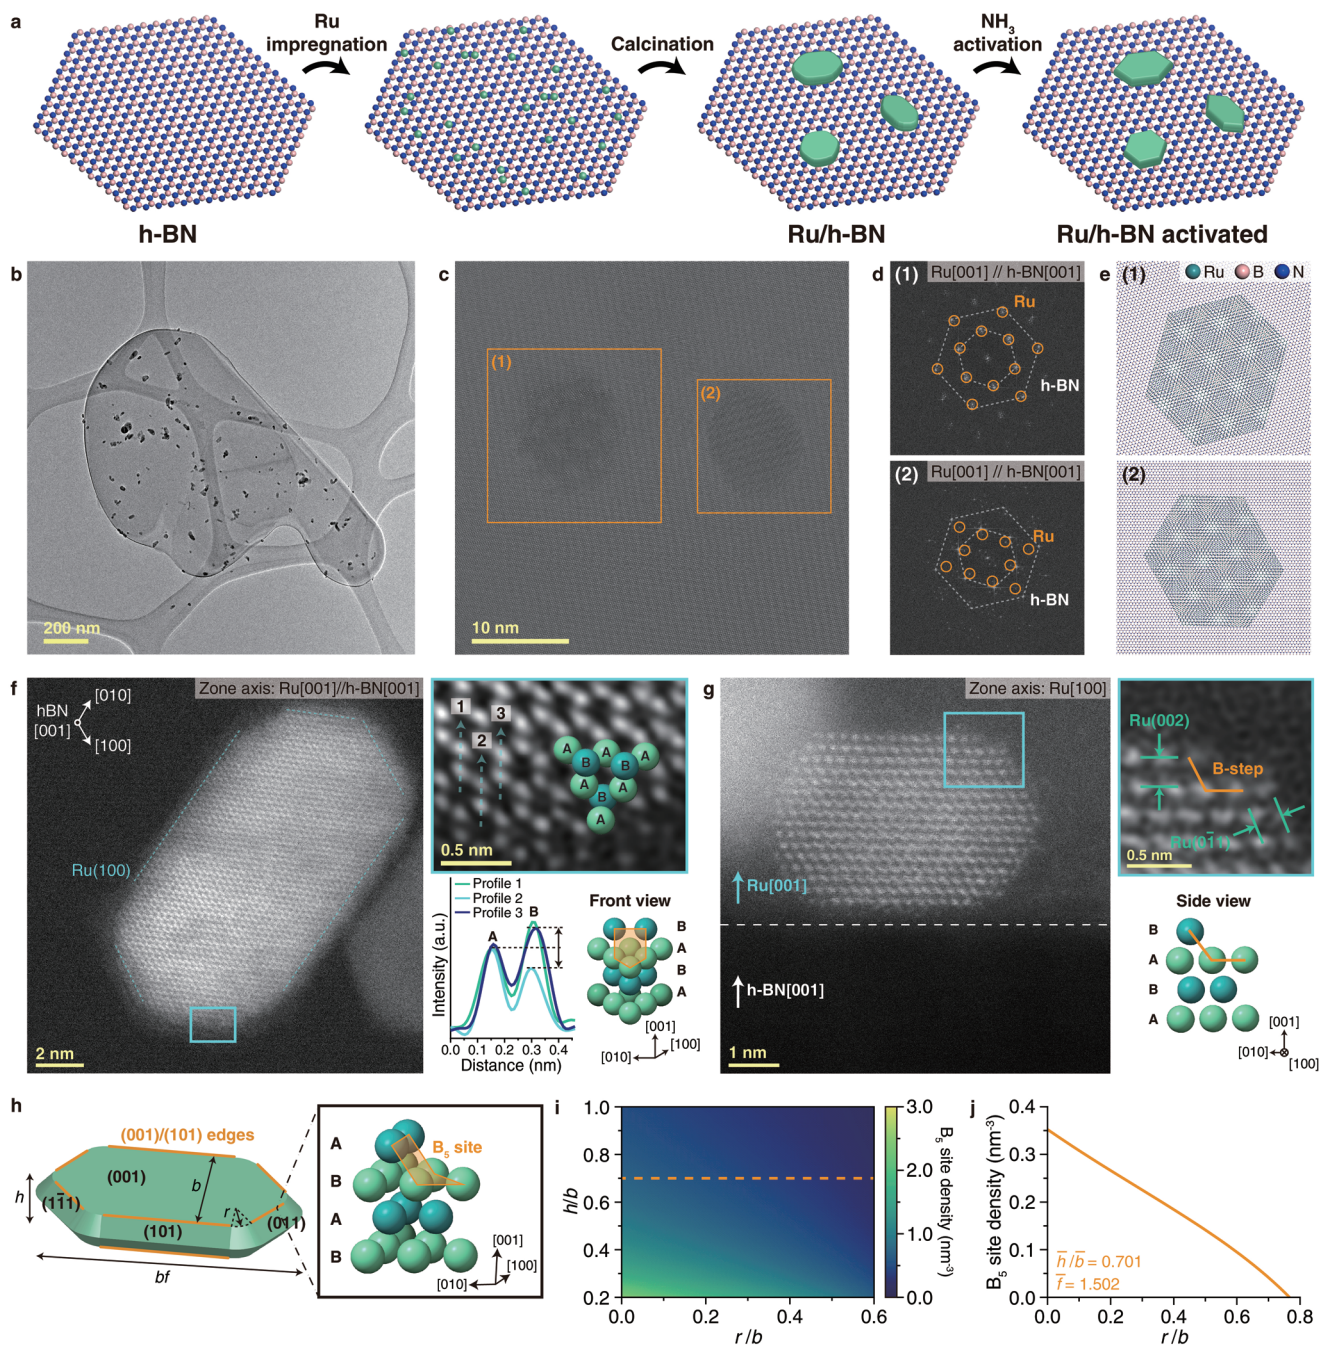 a
Ru
impregnation
Calcination
NH3
activation
h-BN
Ru/h-BN
Ru/h-BN activated
b
200 nm
c
(1)
(2)
10 nm
d
(1)
Ru[001] // h-BN[001]
Ru
h-BN
(2)
Ru[001] // h-BN[001]
Ru
h-BN
e
(1)
Ru B N
(2)
f
Zone axis: Ru[001]//h-BN[001]
hBN
[001]
[010]
[100]
Ru(100)
2 nm
1
2
3
A A A
B B
A A
B
A
0.5 nm
Profile 1
Profile 2
Profile 3
A
B
Intensity (a.u.)
0.0 0.1 0.2 0.3 0.4
Distance (nm)
Front view
B
A
B
A
[001]
[010]
[100]
g
Zone axis: Ru[100]
Ru[001]
h-BN[001]
1 nm
Ru(002)
B-step
Ru(01̄1)
0.5 nm
Side view
B
A
B
A
[001]
[010]
[100]
h
(001)/(101) edges
(001)
h
b
r
(11̄1)
(101)
(011)
bf
A
B
A
B
B5 site
[001]
[010]
[100]
i
1.0
0.8
0.6
0.4
0.2
h/b
0.0 0.2 0.4 0.6
r/b
3.0
2.0
1.0
0.0
B5 site density (nm-3)
j
0.4
0.3
0.2
0.1
0.0
B5 site density (nm-3)
h̄/b̄ = 0.701
f̄ = 1.502
0.0 0.2 0.4 0.6 0.8
r/b